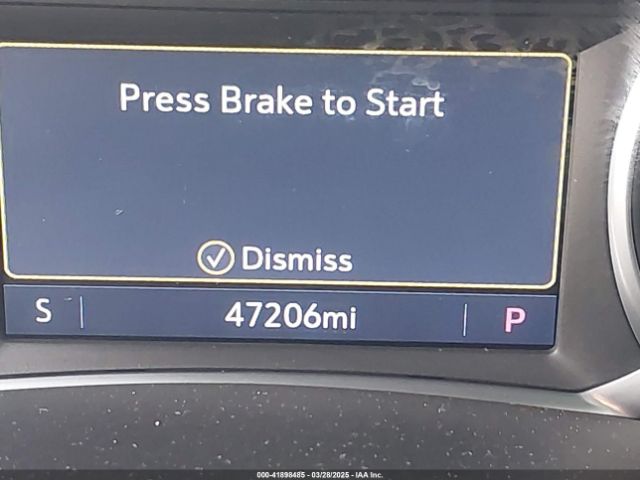 Press Brake to Start
Dismiss
S 47206mi P
000-41898485 - 03/28/2025 - IAA Inc.